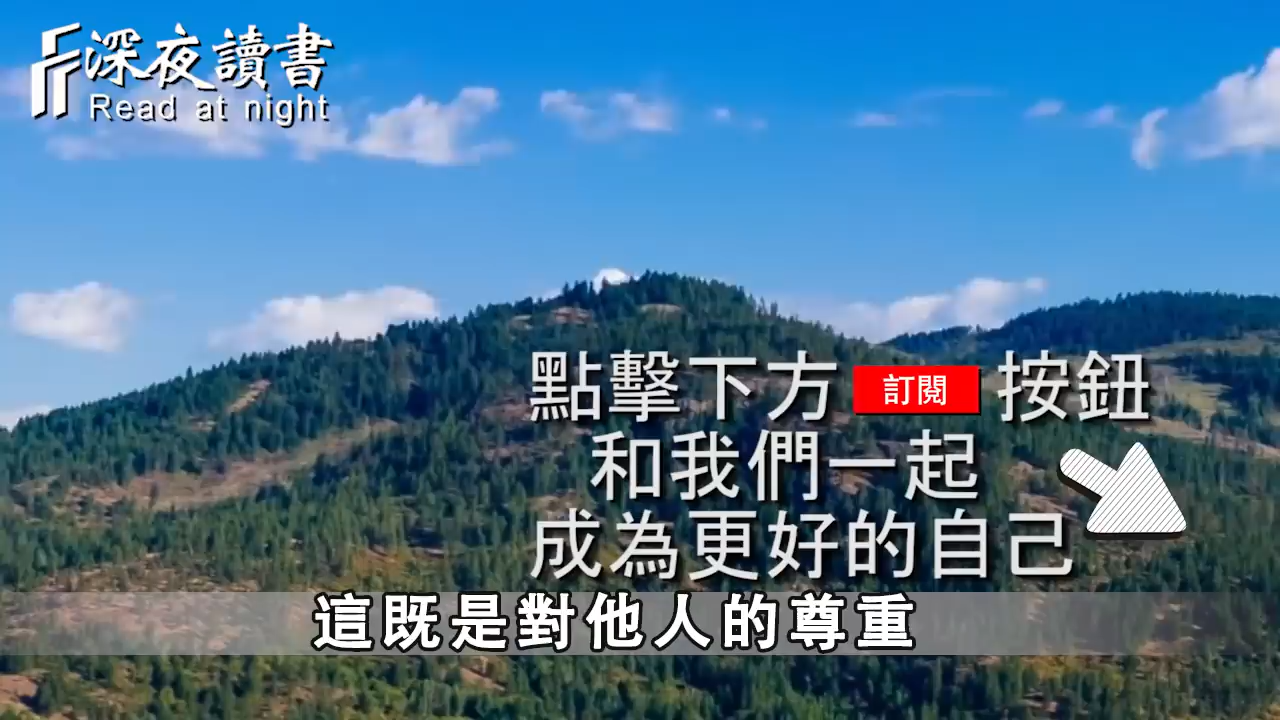 深夜讀書
Read at night
點擊下方 訂閱 按鈕
和我們一起
成為更好的自己
這既是對他人的尊重